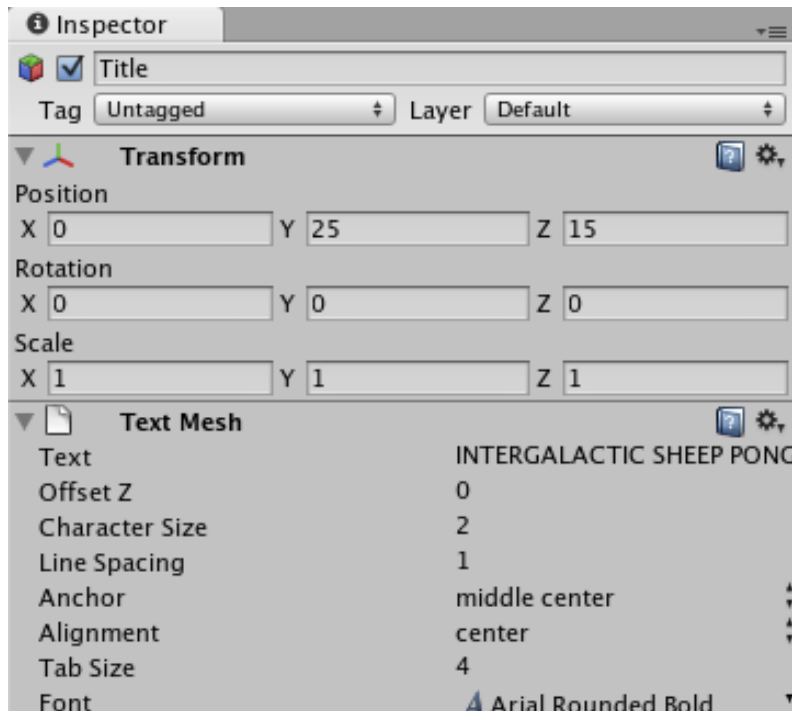 Inspector
Title
Tag Untagged Layer Default
Transform
Position
X 0 Y 25 Z 15
Rotation
X 0 Y 0 Z 0
Scale
X 1 Y 1 Z 1
Text Mesh
Text INTERGALACTIC SHEEP PONG
Offset Z 0
Character Size 2
Line Spacing 1
Anchor middle center
Alignment center
Tab Size 4
Font Arial Rounded Bold